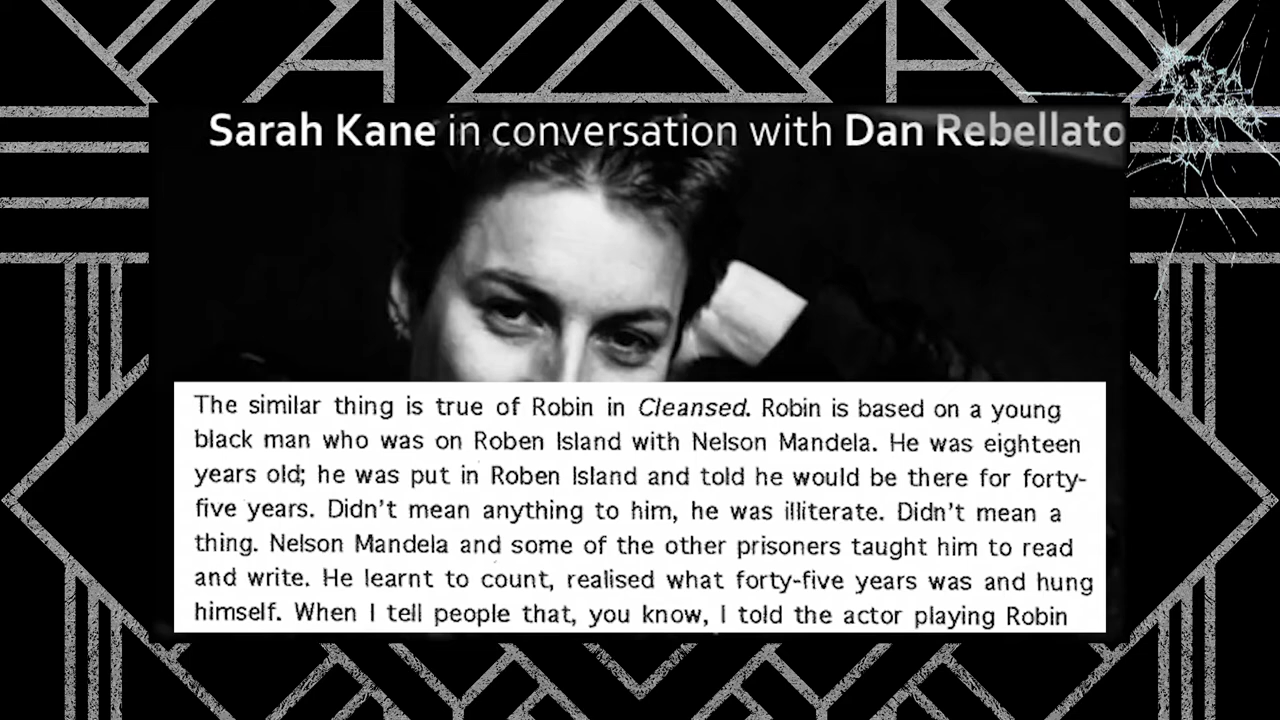 Sarah Kane in conversation with Dan Rebellato
The similar thing is true of Robin in Cleansed. Robin is based on a young
black man who was on Roben Island with Nelson Mandela. He was eighteen
years old; he was put in Roben Island and told he would be there for forty-
five years. Didn't mean anything to him, he was illiterate. Didn't mean a
thing. Nelson Mandela and some of the other prisoners taught him to read
and write. He learnt to count, realised what forty-five years was and hung
himself. When I tell people that, you know, I told the actor playing Robin